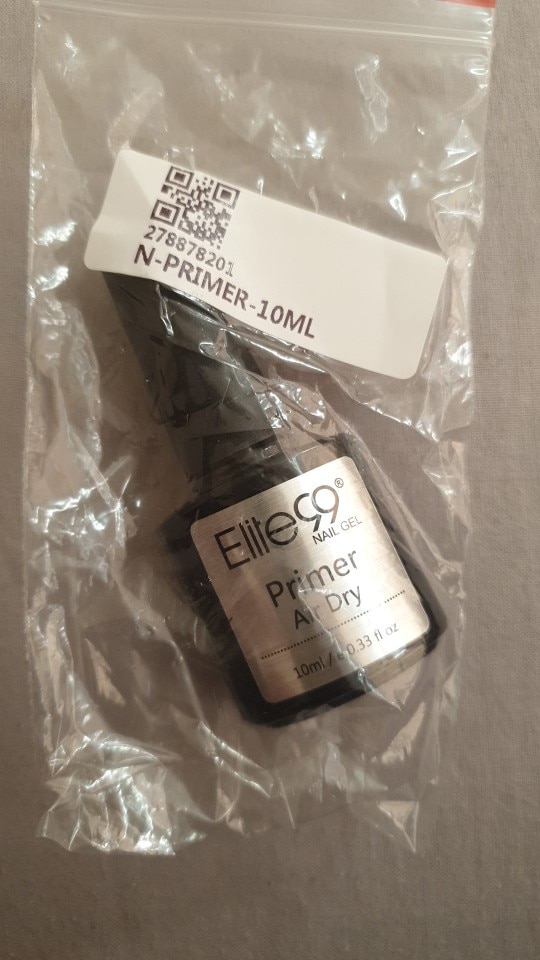 278878201
N-PRIMER-10ML
Elite99®
NAIL GEL
Primer
Air Dry
10ml / e 0.33 fl oz